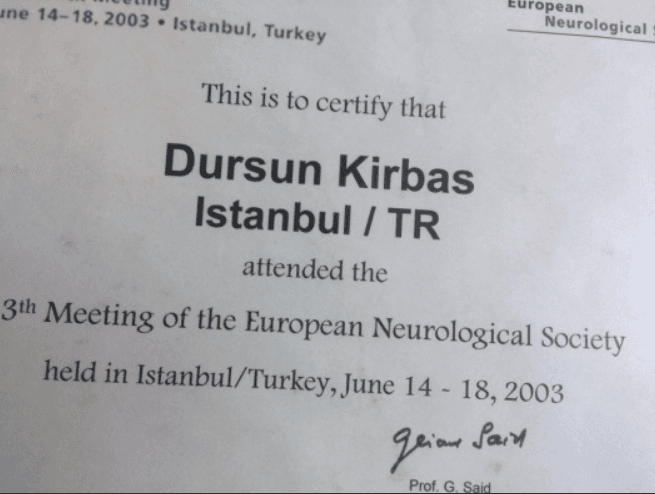 une 14–18, 2003 • Istanbul, Turkey
European
Neurological
This is to certify that
Dursun Kirbas
Istanbul / TR
attended the
3th Meeting of the European Neurological Society
held in Istanbul/Turkey, June 14 - 18, 2003
Prof. G. Said